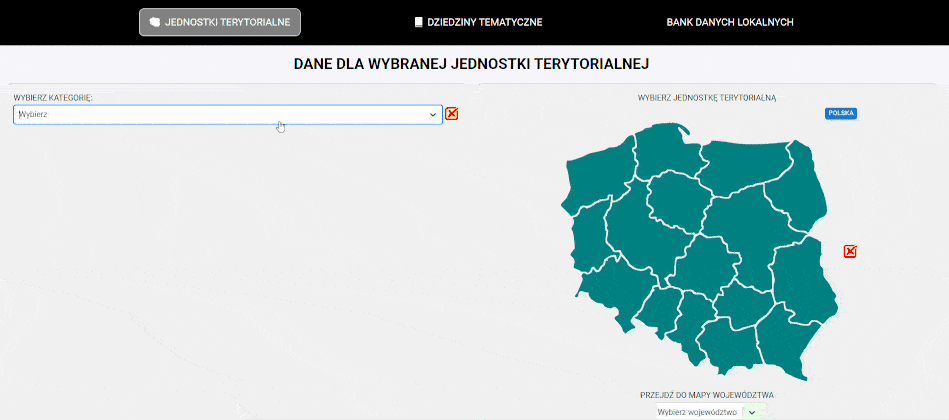 JEDNOSTKI TERYTORIALNE
DZIEDZINY TEMATYCZNE
BANK DANYCH LOKALNYCH
DANE DLA WYBRANEJ JEDNOSTKI TERYTORIALNEJ
WYBIERZ KATEGORIĘ:
Wybierz
WYBIERZ JEDNOSTKĘ TERYTORIALNĄ
POLSKA
PRZEJDŹ DO MAPY WOJEWÓDZTWA
Wybierz województwo